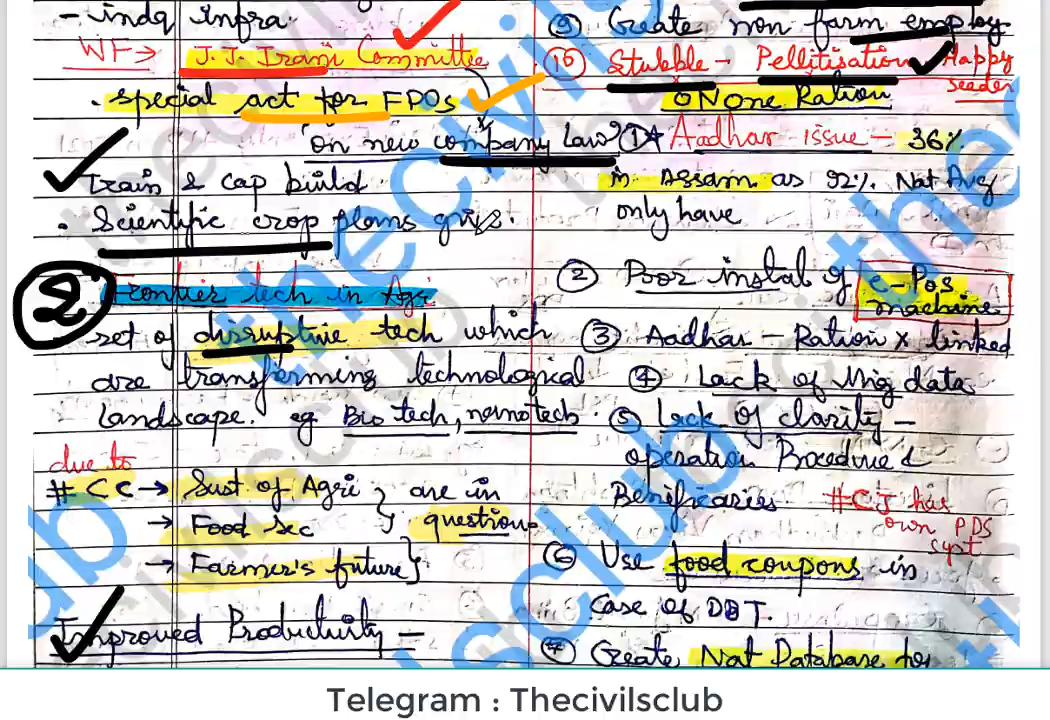 - indq infra.
WF → J.J. Irani Committee
. special act for FPOs
on new company law
Train & cap build.
. Scientific crop plans
2 Frontier tech in Agri
set of disruptive tech which
are transforming technological
landscape. eg Bio tech, nanotech.
due to
# CC → Sust of Agri } are in
→ Food sec } question
→ Farmer's future }
Improved Productivity -
⑨ Create non farm employ
⑩ Stubble - Pelletisation Happy
seeder
ON One Ration
① Aadhar issue - 36%
in Assam as 92% Nat Avg
only have
② Poor instal of e-Pos
machine
③ Aadhar - Ration x linked
④ Lack of Mig data
⑤ Lack of clarity -
operation Procedure &
Benificaries # CJ has
own PDS
syst
⑥ Use food coupons in
case of DBT.
⑦ Create Nat Database for
thecivilsclub
Telegram : Thecivilsclub